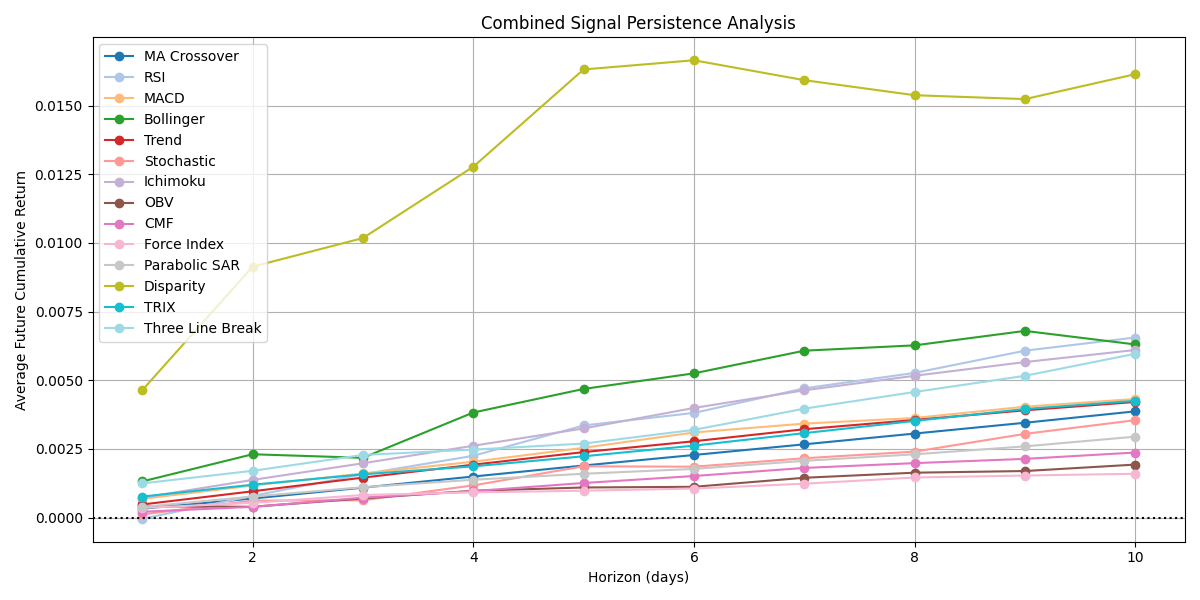 Combined Signal Persistence Analysis
MA Crossover
RSI
MACD
Bollinger
Trend
Stochastic
Ichimoku
OBV
CMF
Force Index
Parabolic SAR
Disparity
TRIX
Three Line Break
Average Future Cumulative Return
0.0150
0.0125
0.0100
0.0075
0.0050
0.0025
0.0000
2
4
6
8
10
Horizon (days)